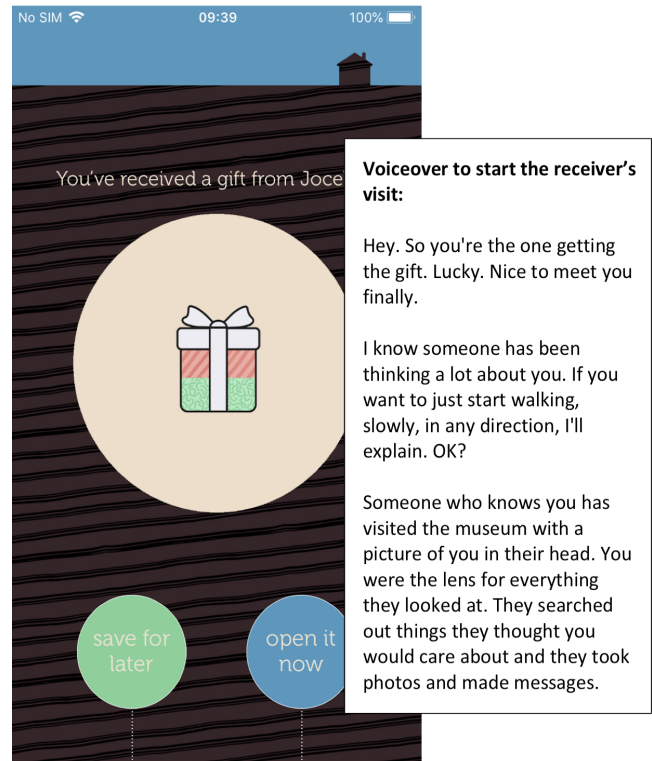 No SIM 09:39 100%
You've received a gift from Joce
save for
later
open it
now
Voiceover to start the receiver's
visit:
Hey. So you're the one getting
the gift. Lucky. Nice to meet you
finally.
I know someone has been
thinking a lot about you. If you
want to just start walking,
slowly, in any direction, I'll
explain. OK?
Someone who knows you has
visited the museum with a
picture of you in their head. You
were the lens for everything
they looked at. They searched
out things they thought you
would care about and they took
photos and made messages.